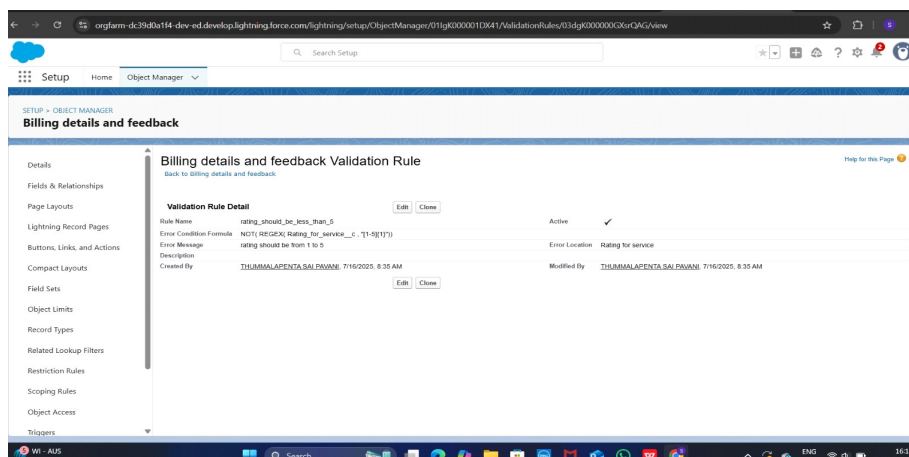 orgfarm-dc39d0a1f4-dev-ed.develop.lightning.force.com/lightning/setup/ObjectManager/01IgK000001DX41/ValidationRules/03dgK000000GXsrQAG/view
S
Search Setup
2
Setup Home Object Manager
SETUP > OBJECT MANAGER
Billing details and feedback
Details
Fields & Relationships
Page Layouts
Lightning Record Pages
Buttons, Links, and Actions
Compact Layouts
Field Sets
Object Limits
Record Types
Related Lookup Filters
Restriction Rules
Scoping Rules
Object Access
Triggers
Billing details and feedback Validation Rule
Help for this Page
Back to Billing details and feedback
Validation Rule Detail Edit Clone
Rule Name rating_should_be_less_than_5 Active ✓
Error Condition Formula NOT( REGEX( Rating_for_service__c , "[1-5]{1}"))
Error Message rating should be from 1 to 5 Error Location Rating for service
Description
Created By THUMMALAPENTA SAI PAVANI, 7/16/2025, 8:35 AM Modified By THUMMALAPENTA SAI PAVANI, 7/16/2025, 8:35 AM
Edit Clone
WI - AUS
Search
ENG